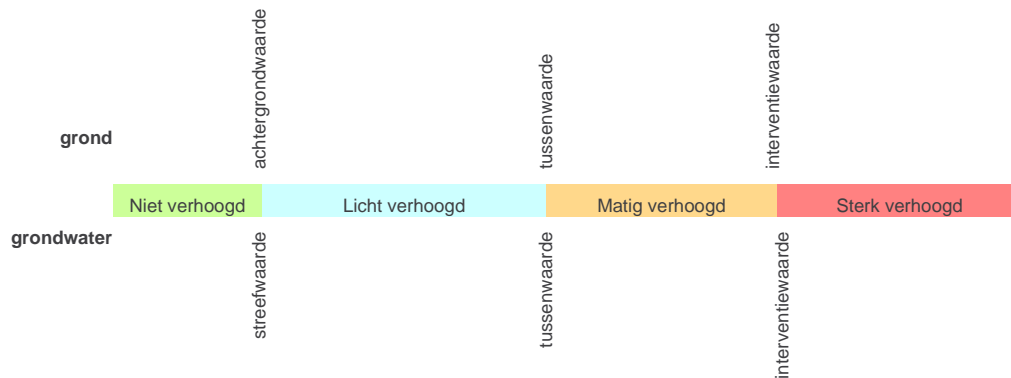 achtergrondwaarde
tussenwaarde
interventiewaarde
grond
Niet verhoogd
Licht verhoogd
Matig verhoogd
Sterk verhoogd
grondwater
streefwaarde
tussenwaarde
interventiewaarde